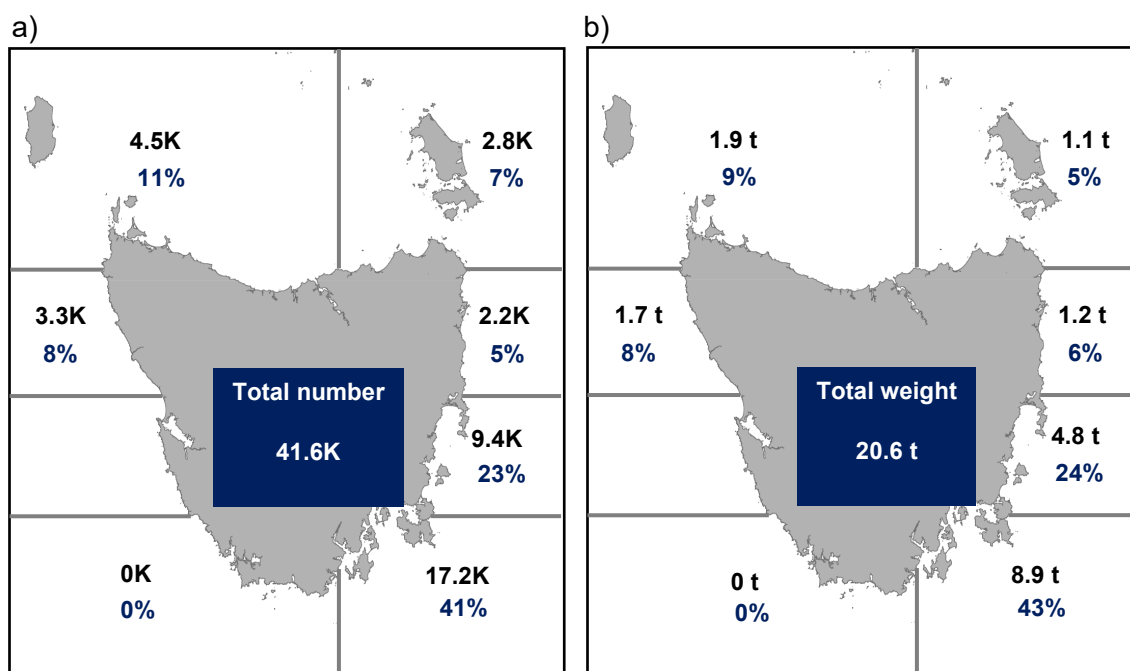 a)
4.5K
11%
2.8K
7%
3.3K
8%
2.2K
5%
Total number
41.6K
9.4K
23%
0K
0%
17.2K
41%
b)
1.9 t
9%
1.1 t
5%
1.7 t
8%
1.2 t
6%
Total weight
20.6 t
4.8 t
24%
0 t
0%
8.9 t
43%